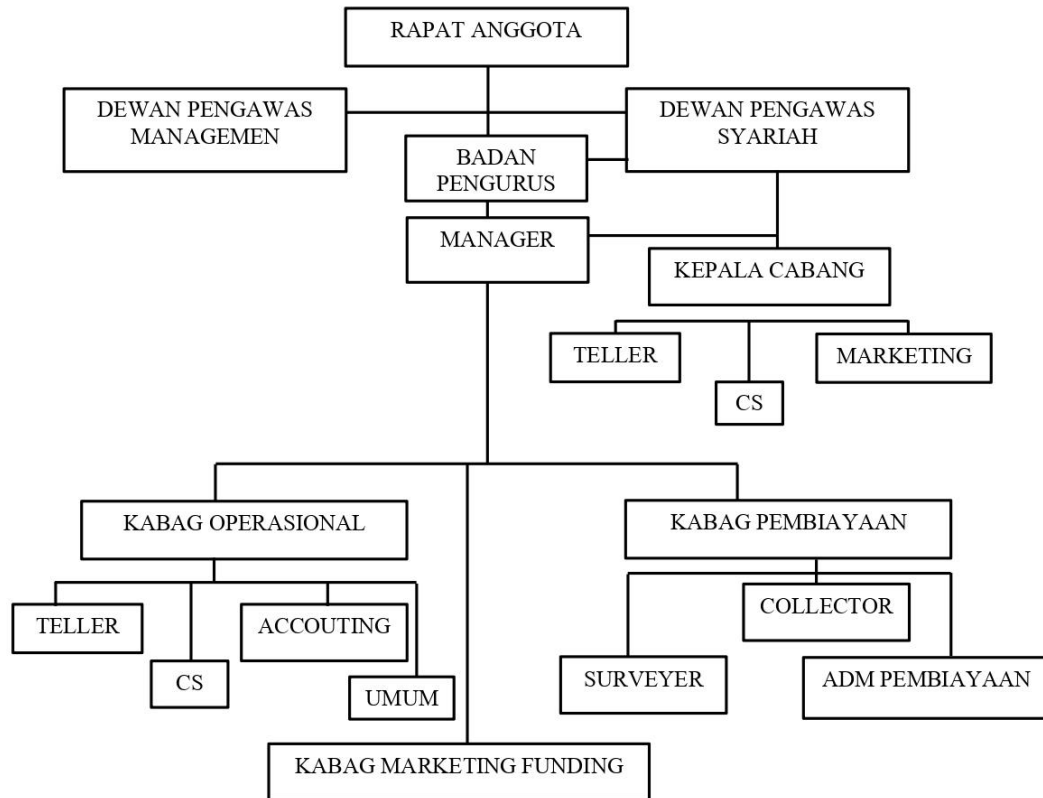 RAPAT ANGGOTA
DEWAN PENGAWAS
MANAGEMEN
DEWAN PENGAWAS
SYARIAH
BADAN
PENGURUS
MANAGER
KEPALA CABANG
TELLER
MARKETING
CS
KABAG OPERASIONAL
KABAG PEMBIAYAAN
TELLER
ACCOUTING
COLLECTOR
CS
UMUM
SURVEYER
ADM PEMBIAYAAN
KABAG MARKETING FUNDING